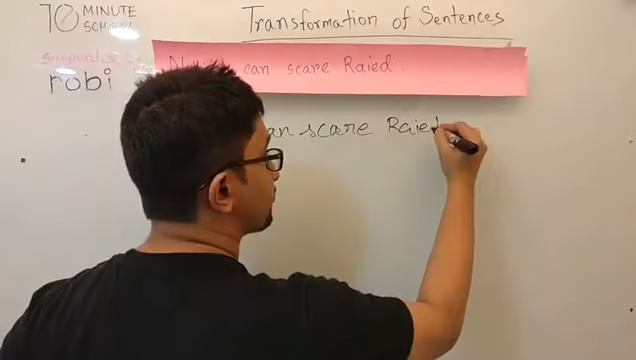 10 MINUTE
SCHOOL
robi
Transformation of Sentences
can scare Raied.
an scare Raied